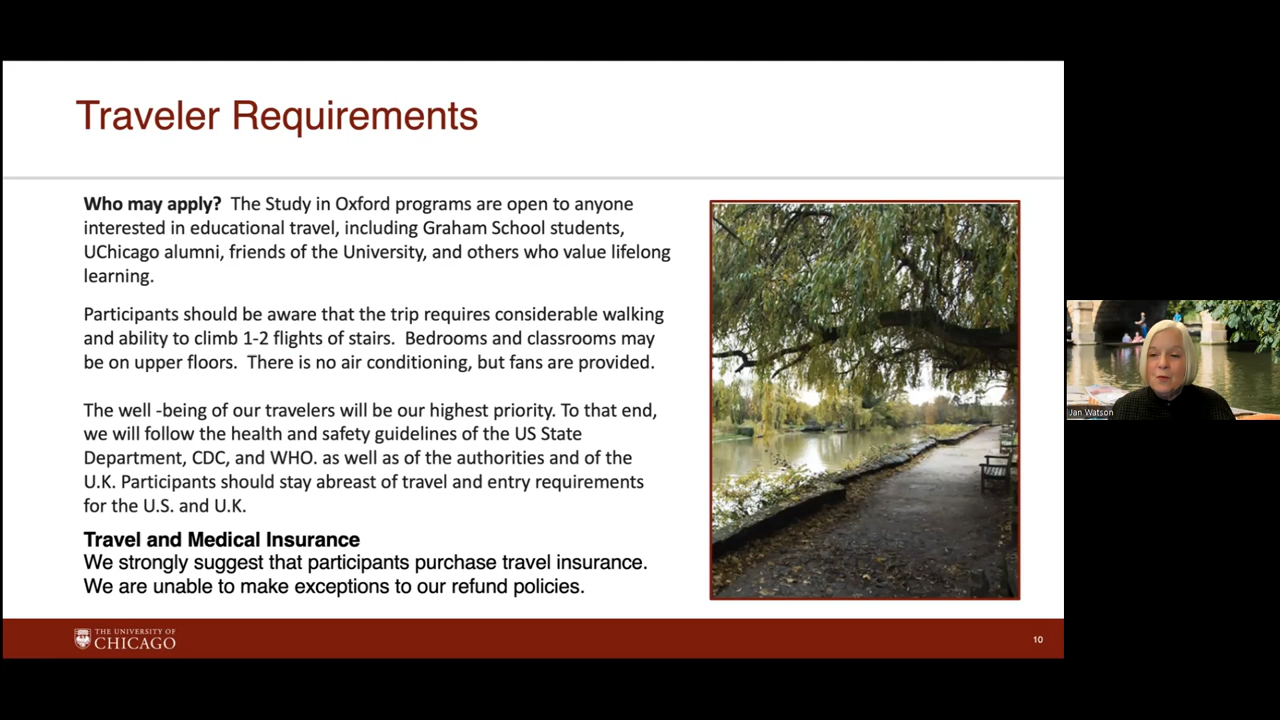 Traveler Requirements
Who may apply? The Study in Oxford programs are open to anyone
interested in educational travel, including Graham School students,
UChicago alumni, friends of the University, and others who value lifelong
learning.
Participants should be aware that the trip requires considerable walking
and ability to climb 1-2 flights of stairs. Bedrooms and classrooms may
be on upper floors. There is no air conditioning, but fans are provided.
The well -being of our travelers will be our highest priority. To that end,
we will follow the health and safety guidelines of the US State
Department, CDC, and WHO. as well as of the authorities and of the
U.K. Participants should stay abreast of travel and entry requirements
for the U.S. and U.K.
Travel and Medical Insurance
We strongly suggest that participants purchase travel insurance.
We are unable to make exceptions to our refund policies.
Jan Watson
THE UNIVERSITY OF
CHICAGO
10